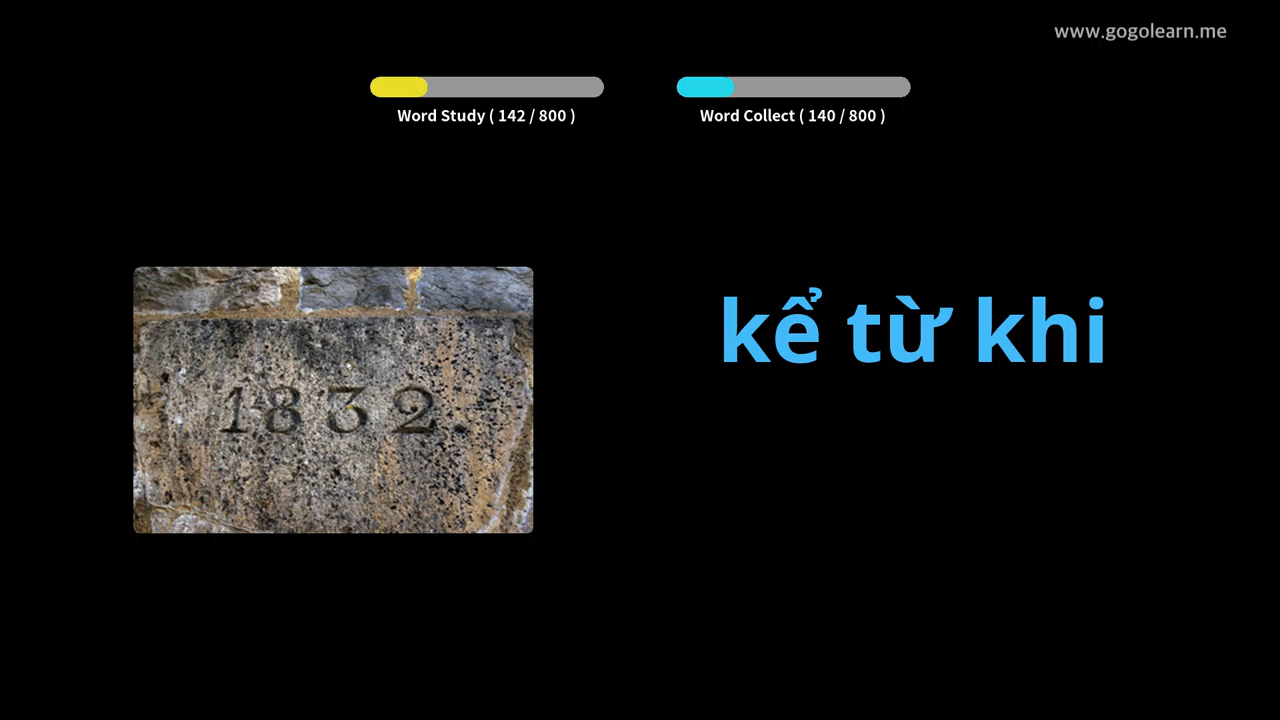 www.gogolearn.me
Word Study ( 142 / 800 )
Word Collect ( 140 / 800 )
kể từ khi
1832.